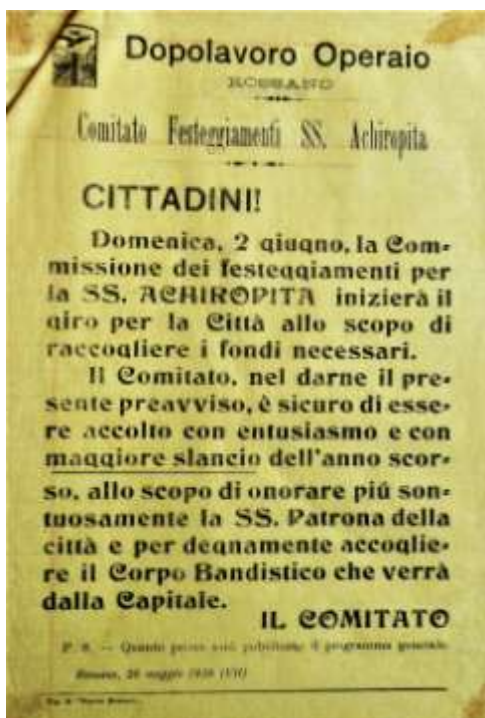 Dopolavoro Operaio
ROSSANO
Comitato Festeggiamenti SS. Achiropita
CITTADINI!
Domenica, 2 giugno, la Com-
missione dei festeggiamenti per
la SS. ACHIROPITA inizierà il
giro per la Città allo scopo di
raccogliere i fondi necessari.
Il Comitato, nel darne il pre-
sente preavviso, è sicuro di esse-
re accolto con entusiasmo e con
maggiore slancio dell'anno scor-
so, allo scopo di onorare piú son-
tuosamente la SS. Patrona della
città e per degnamente accoglie-
re il Corpo Bandistico che verrà
dalla Capitale.
IL COMITATO
P. S. — Quanto prima sarà pubblicato il programma generale.
Rossano, maggio (VII)